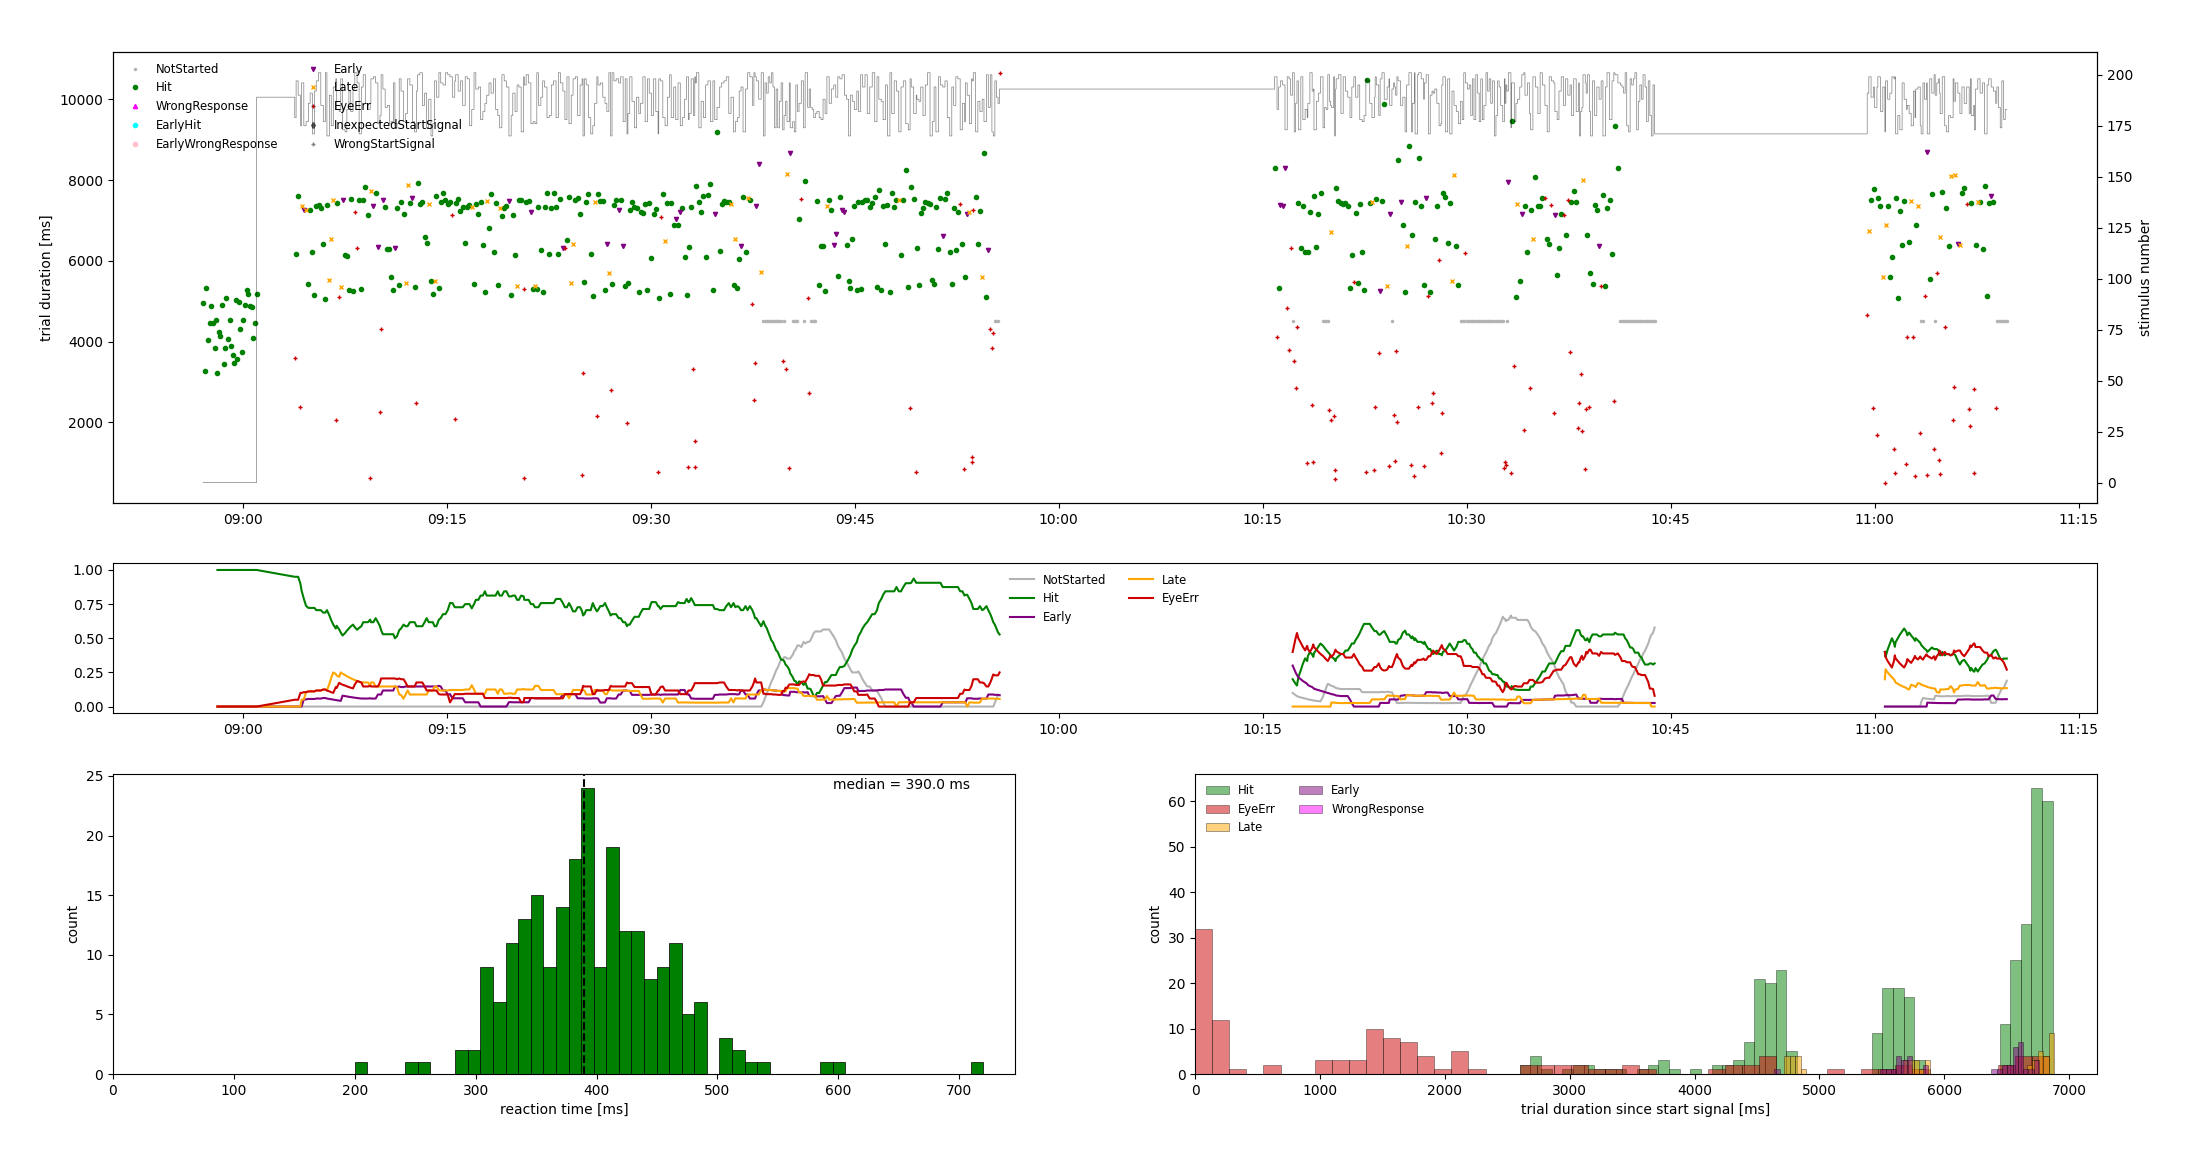 NotStarted
Hit
WrongResponse
EarlyHit
EarlyWrongResponse
Early
Late
EyeErr
InexpectedStartSignal
WrongStartSignal
10000
8000
6000
4000
2000
trial duration [ms]
200
175
150
125
100
75
50
25
0
stimulus number
09:00 09:15 09:30 09:45 10:00 10:15 10:30 10:45 11:00 11:15
1.00
0.75
0.50
0.25
0.00
NotStarted
Hit
Early
Late
EyeErr
09:00 09:15 09:30 09:45 10:00 10:15 10:30 10:45 11:00 11:15
median = 390.0 ms
25
20
15
10
5
0
count
0 100 200 300 400 500 600 700
reaction time [ms]
Hit
EyeErr
Late
Early
WrongResponse
60
50
40
30
20
10
0
count
0 1000 2000 3000 4000 5000 6000 7000
trial duration since start signal [ms]